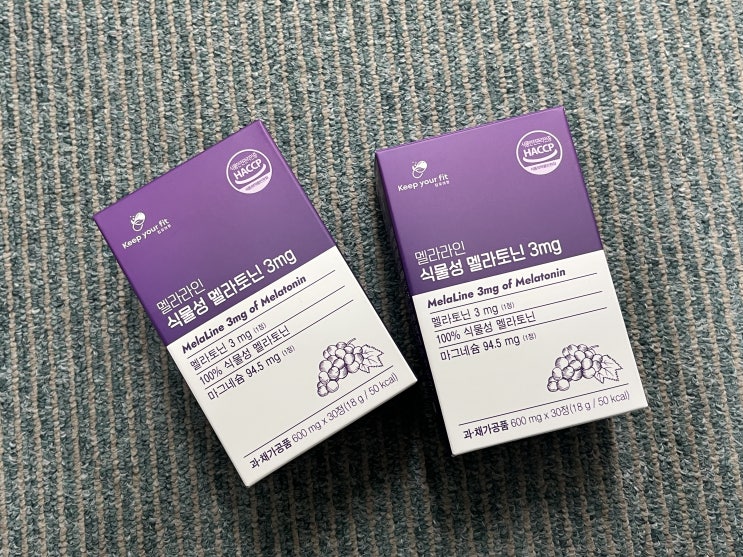 HACCP
Keep your fit
멜라라인
식물성 멜라토닌 3mg
MelaLine 3mg of Melatonin
멜라토닌 3 mg (1정)
100% 식물성 멜라토닌
마그네슘 94.5 mg (1정)
과·채가공품 600 mg x 30정(18 g / 50 kcal)
HACCP
Keep your fit
멜라라인
식물성 멜라토닌 3mg
MelaLine 3mg of Melatonin
멜라토닌 3 mg (1정)
100% 식물성 멜라토닌
마그네슘 94.5 mg (1정)
과·채가공품 600 mg x 30정(18 g / 50 kcal)